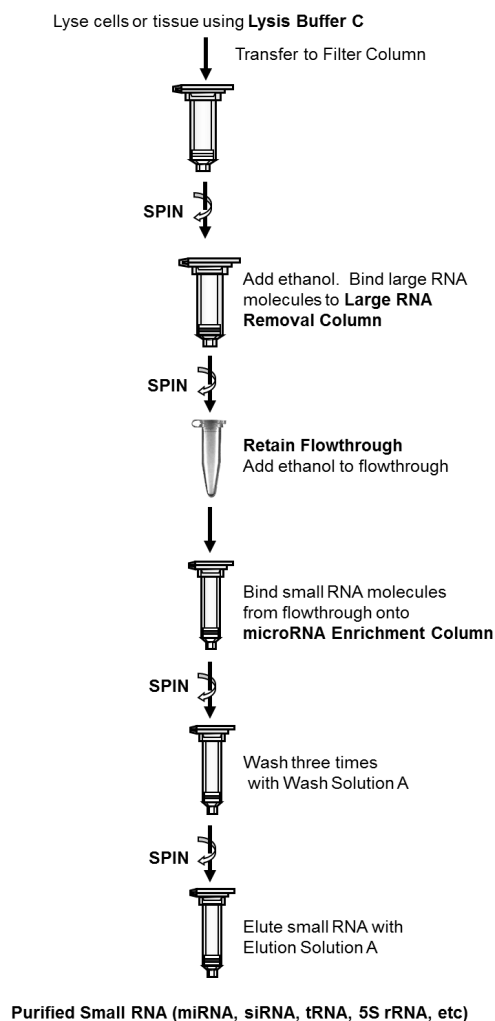 Lyse cells or tissue using Lysis Buffer C
Transfer to Filter Column
SPIN
Add ethanol. Bind large RNA
molecules to Large RNA
Removal Column
SPIN
Retain Flowthrough
Add ethanol to flowthrough
Bind small RNA molecules
from flowthrough onto
microRNA Enrichment Column
SPIN
Wash three times
with Wash Solution A
SPIN
Elute small RNA with
Elution Solution A
Purified Small RNA (miRNA, siRNA, tRNA, 5S rRNA, etc)